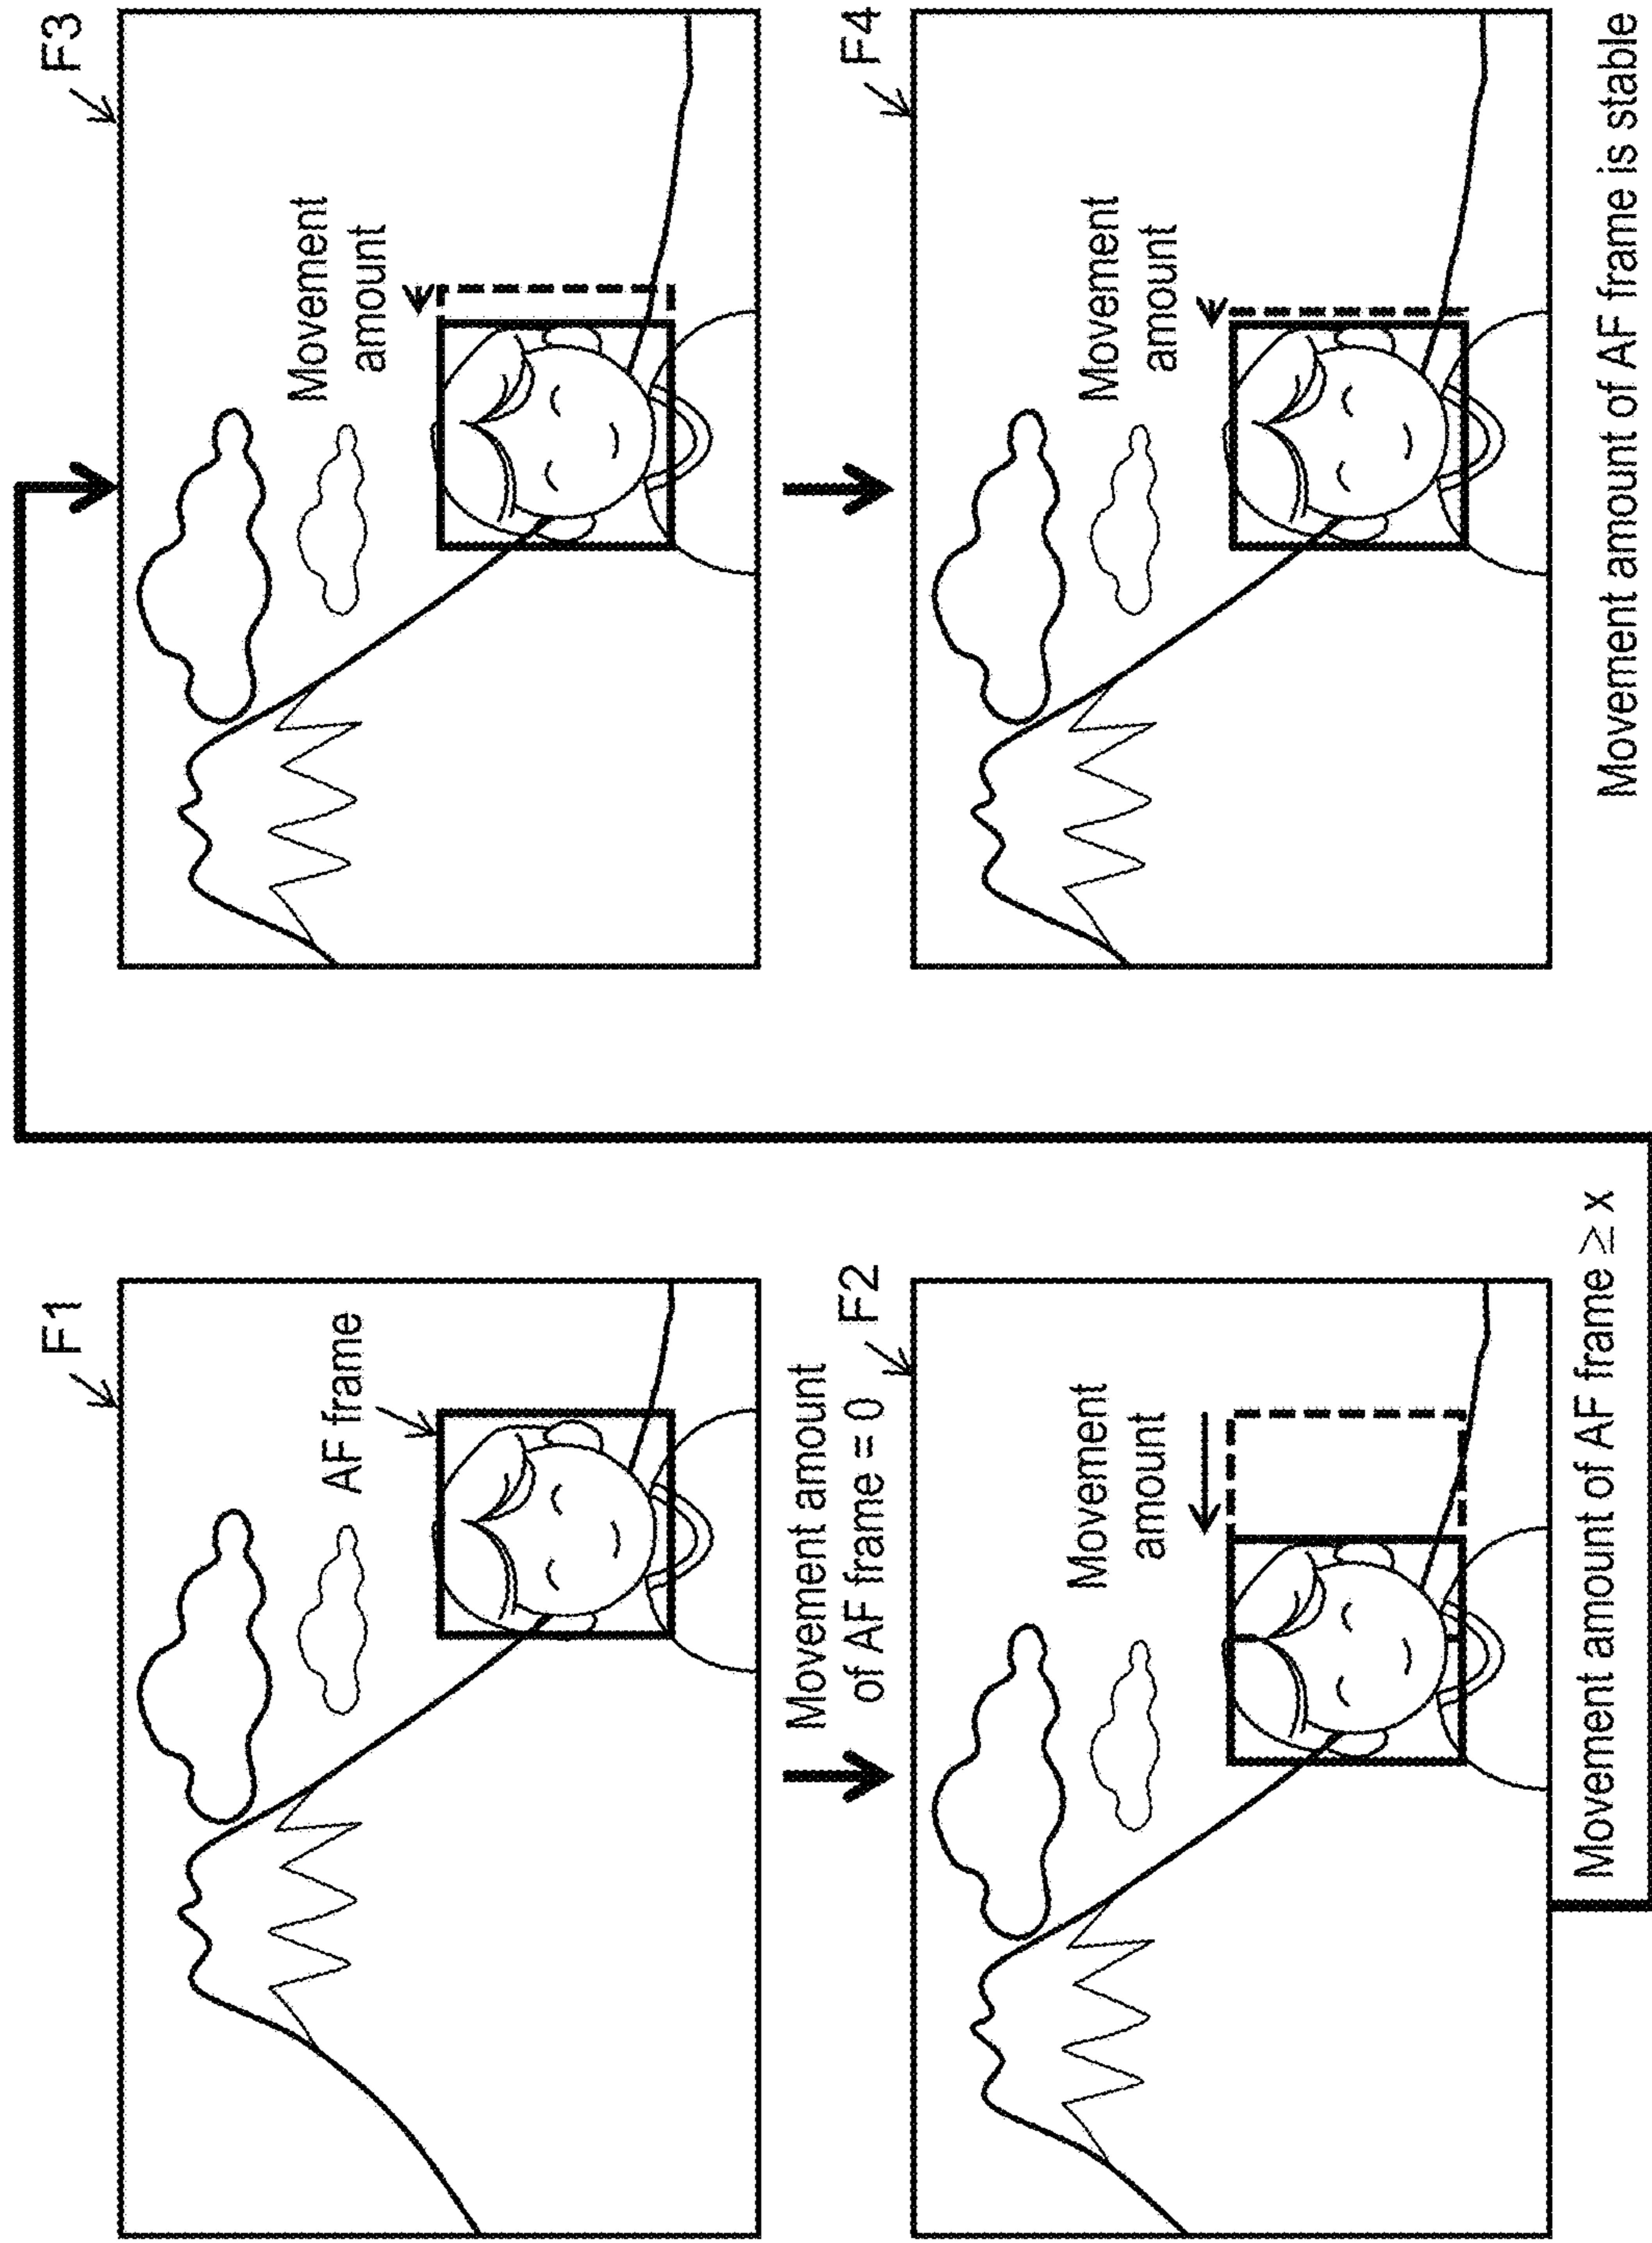 F1
AF frame
Movement amount
of AF frame = 0
F2
Movement
amount
Movement amount of AF frame ≥ x
F3
Movement
amount
F4
Movement
amount
Movement amount of AF frame is stable